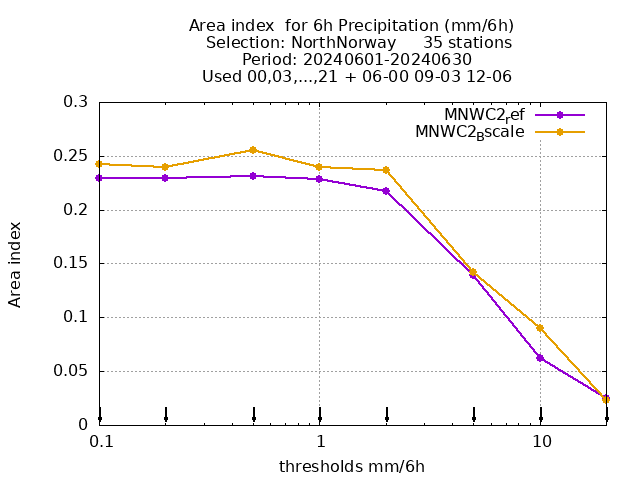 Area index  for 6h Precipitation (mm/6h)
Selection: NorthNorway     35 stations
Period: 20240601-20240630
Used 00,03,...,21 + 06-00 09-03 12-06
MNWC2ref
MNWC2Bscale
0.3
0.25
0.2
0.15
0.1
0.05
0
Area index
0.1 1 10
thresholds mm/6h